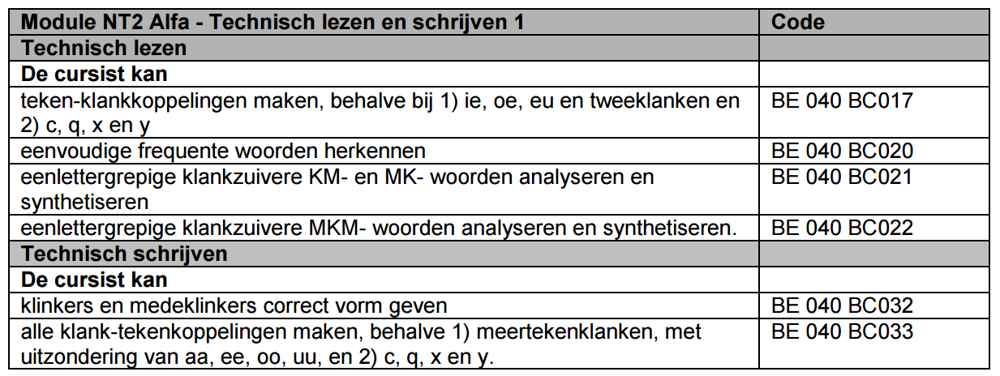 Module NT2 Alfa - Technisch lezen en schrijven 1 Code
Technisch lezen
De cursist kan
teken-klankkoppelingen maken, behalve bij 1) ie, oe, eu en tweeklanken en BE 040 BC017
2) c, q, x en y
eenvoudige frequente woorden herkennen BE 040 BC020
eenlettergrepige klankzuivere KM- en MK- woorden analyseren en BE 040 BC021
synthetiseren
eenlettergrepige klankzuivere MKM- woorden analyseren en synthetiseren. BE 040 BC022
Technisch schrijven
De cursist kan
klinkers en medeklinkers correct vorm geven BE 040 BC032
alle klank-tekenkoppelingen maken, behalve 1) meertekenklanken, met BE 040 BC033
uitzondering van aa, ee, oo, uu, en 2) c, q, x en y.